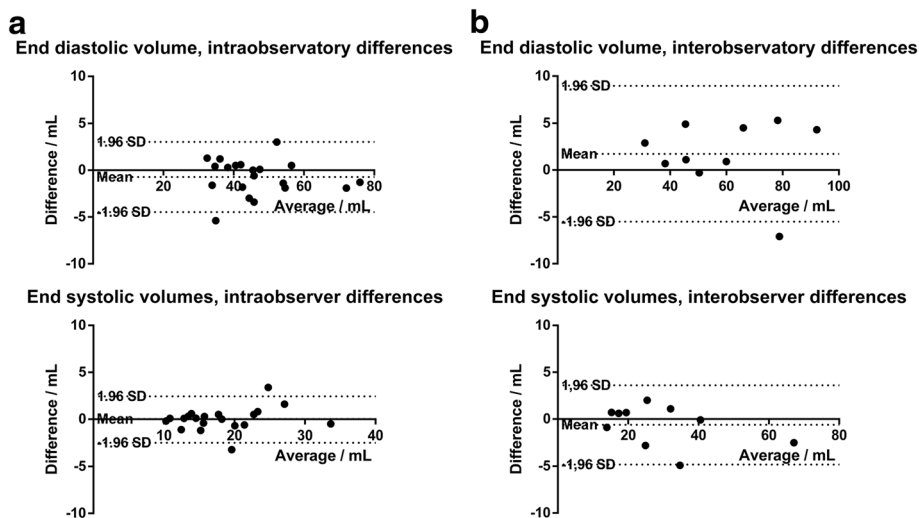 a
End diastolic volume, intraobservatory differences
10
5
0
-5
-10
Difference / mL
1.96 SD
Mean
-1.96 SD
20
40
60
80
Average / mL
b
End diastolic volume, interobservatory differences
10
5
0
-5
-10
Difference / mL
1.96 SD
Mean
-1.96 SD
20
40
60
80
100
Average / mL
End systolic volumes, intraobserver differences
10
5
0
-5
-10
Difference / mL
1.96 SD
Mean
-1.96 SD
10
20
30
40
Average / mL
End systolic volumes, interobserver differences
10
5
0
-5
-10
Difference / mL
1,96 SD
Mean
-1,96 SD
20
40
60
80
Average / mL